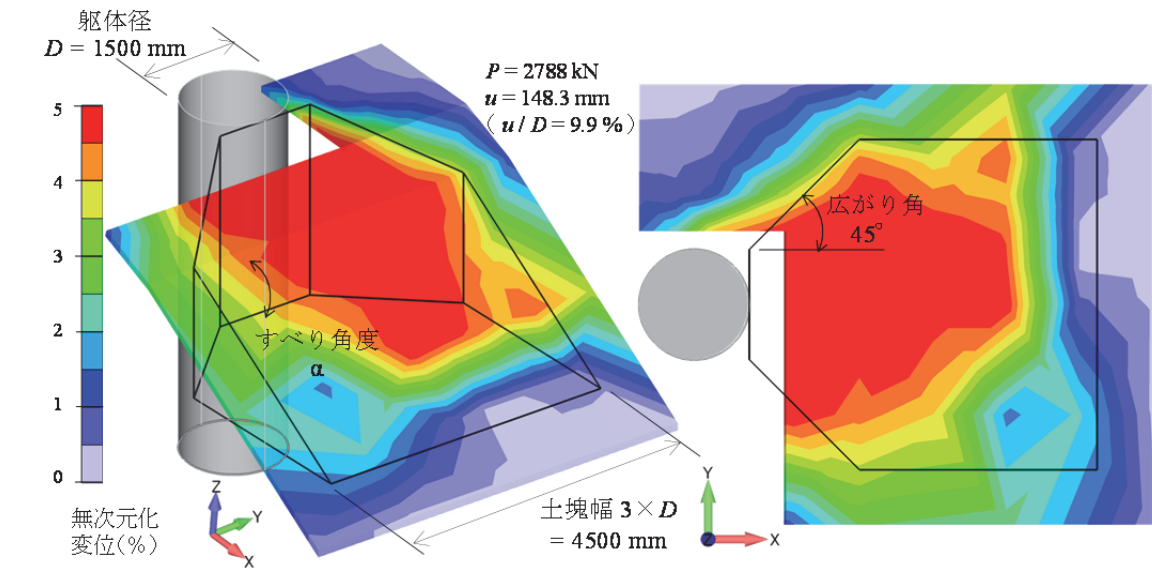 躯体径
D = 1500 mm
P = 2788 kN
u = 148.3 mm
( u / D = 9.9 % )
5
4
3
2
1
0
無次元化
変位(%)
すべり角度
α
広がり角
45°
土塊幅 3×D
= 4500 mm
Z
Y
X
Y
Z
X